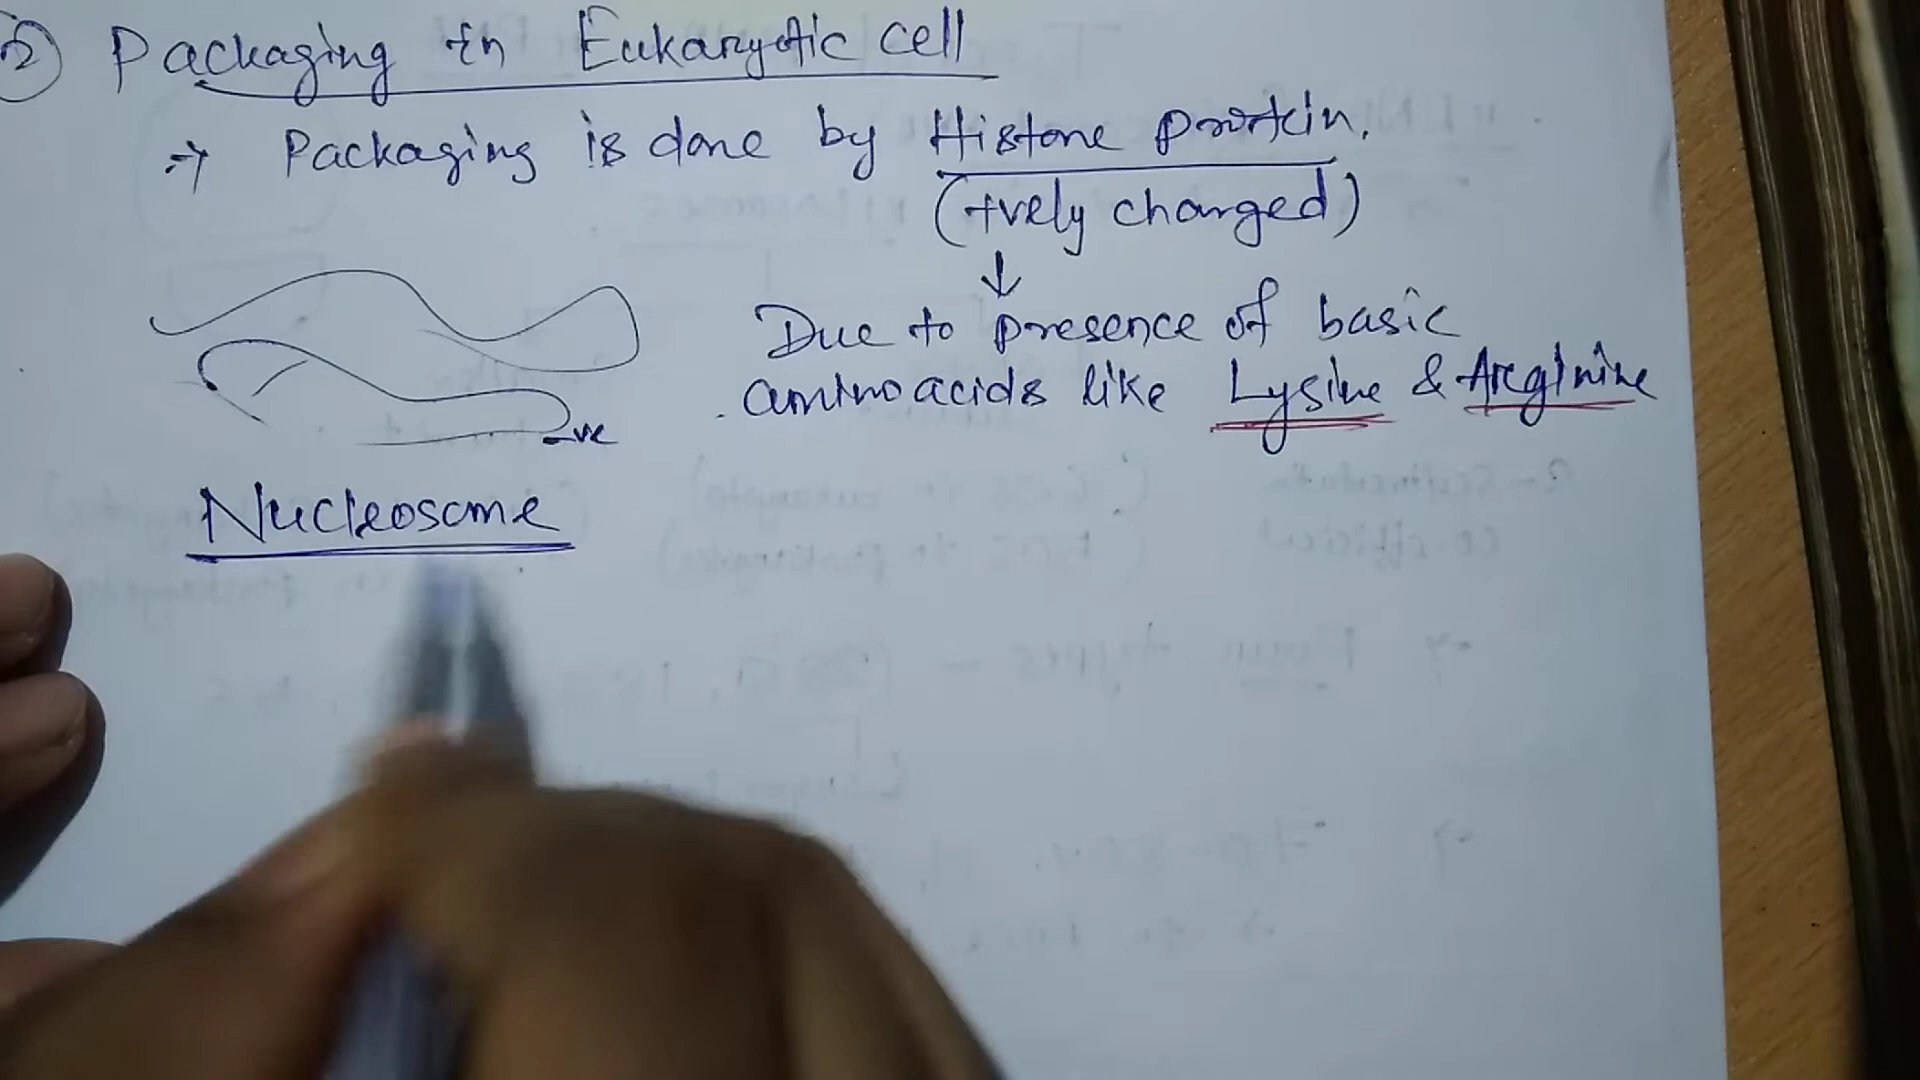 2) Packaging in Eukaryotic cell
→ Packaging is done by Histone protein.
(+vely charged)
↓
Due to presence of basic
amino acids like Lysine & Arginine
-ve
Nucleosome